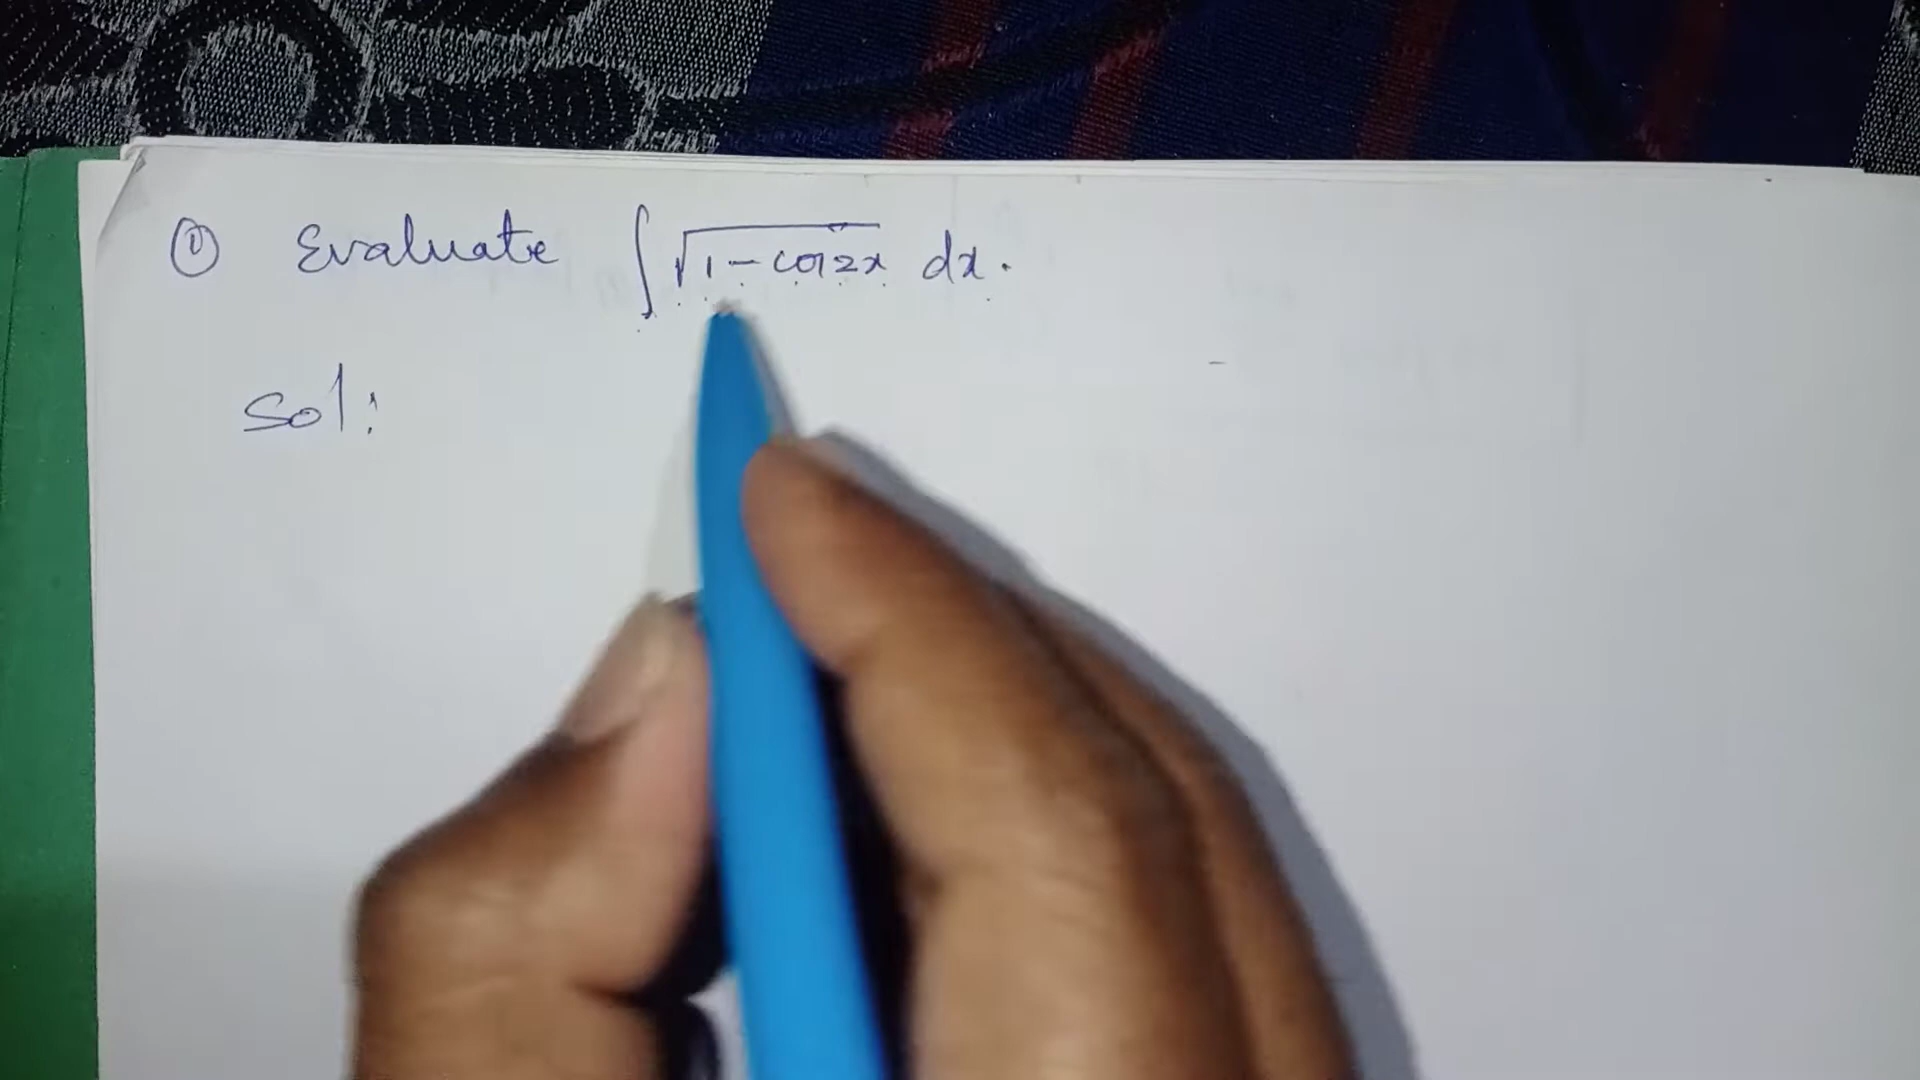 ① Evaluate ∫√1-cos2x dx.
Sol: